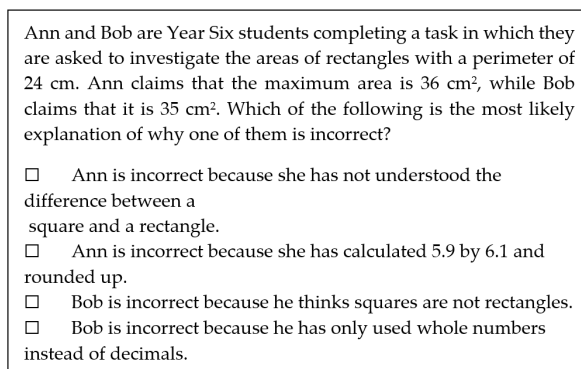 Ann and Bob are Year Six students completing a task in which they
are asked to investigate the areas of rectangles with a perimeter of
24 cm. Ann claims that the maximum area is 36 cm², while Bob
claims that it is 35 cm². Which of the following is the most likely
explanation of why one of them is incorrect?
☐ Ann is incorrect because she has not understood the
difference between a
square and a rectangle.
☐ Ann is incorrect because she has calculated 5.9 by 6.1 and
rounded up.
☐ Bob is incorrect because he thinks squares are not rectangles.
☐ Bob is incorrect because he has only used whole numbers
instead of decimals.